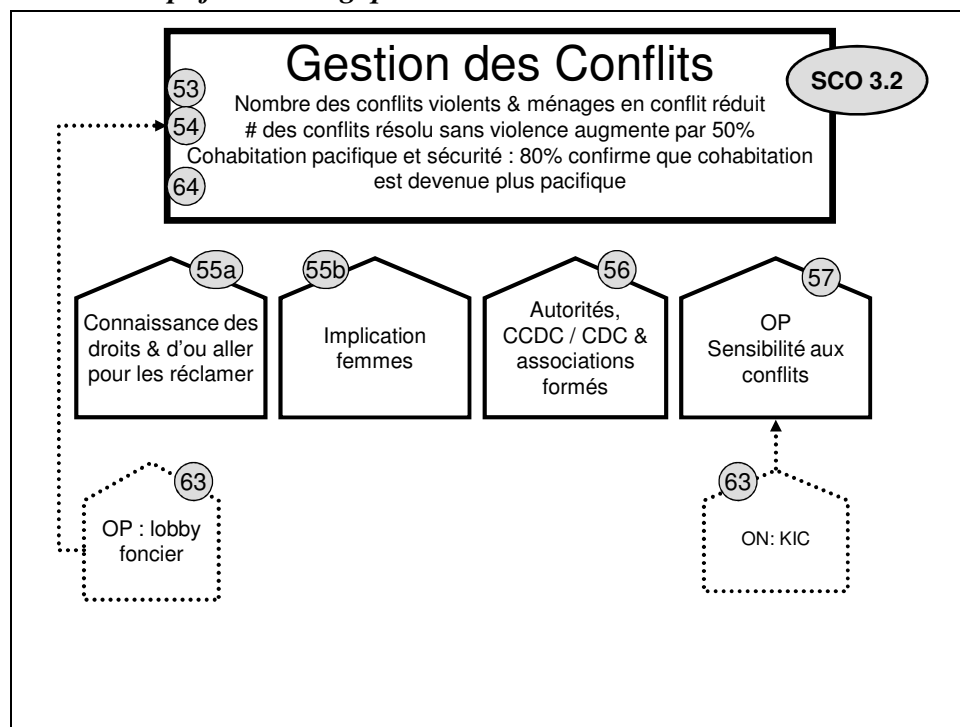 Gestion des Conflits
SCO 3.2
53
Nombre des conflits violents & ménages en conflit réduit
54
# des conflits résolu sans violence augmente par 50%
Cohabitation pacifique et sécurité : 80% confirme que cohabitation
64
est devenue plus pacifique
55a
Connaissance des
droits & d'ou aller
pour les réclamer
55b
Implication
femmes
56
Autorités,
CCDC / CDC &
associations
formés
57
OP
Sensibilité aux
conflits
63
OP : lobby
foncier
63
ON: KIC